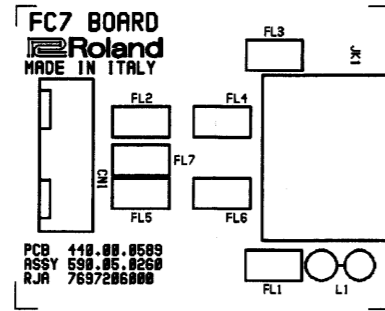 FC7 BOARD
Roland
MADE IN ITALY
FL3
JK1
FL2
FL4
FL7
CN1
FL5
FL6
PCB 440.00.0589
ASSY 590.05.0260
RJA 7697206000
FL1
L1